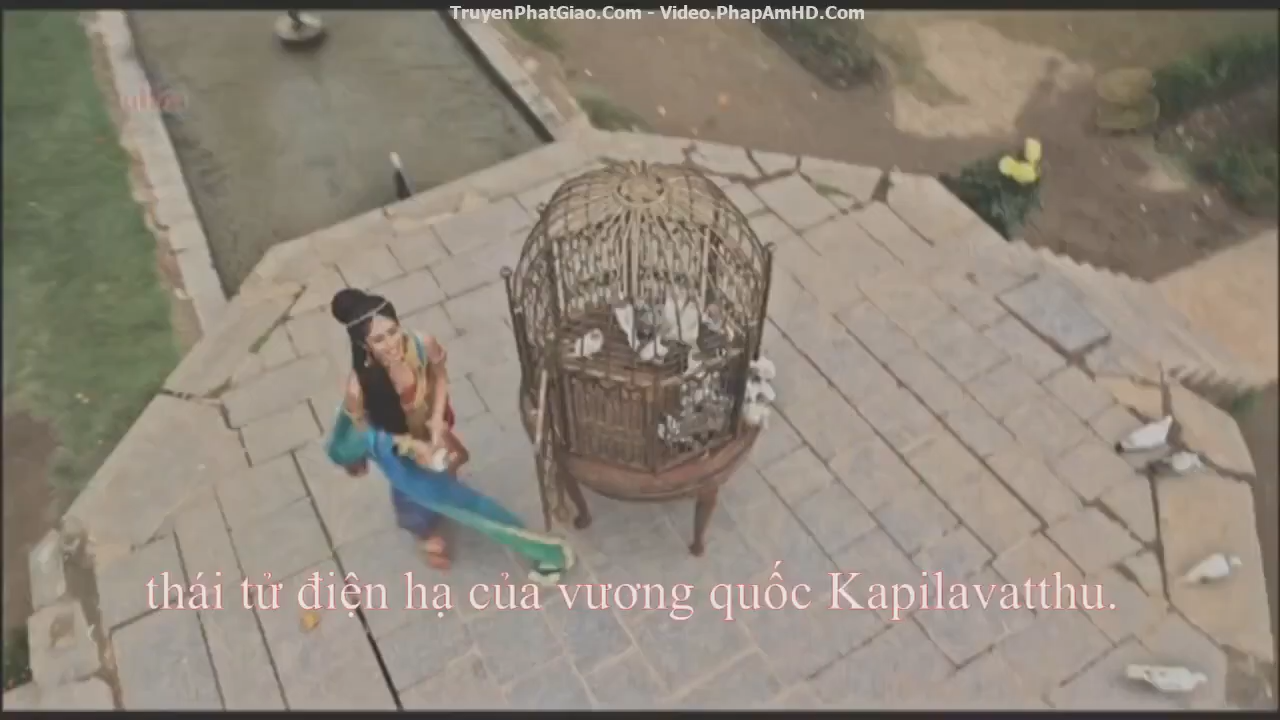 TruyenPhatGiao.Com - Video.PhapAmHD.Com
thái tử điện hạ của vương quốc Kapilavatthu.